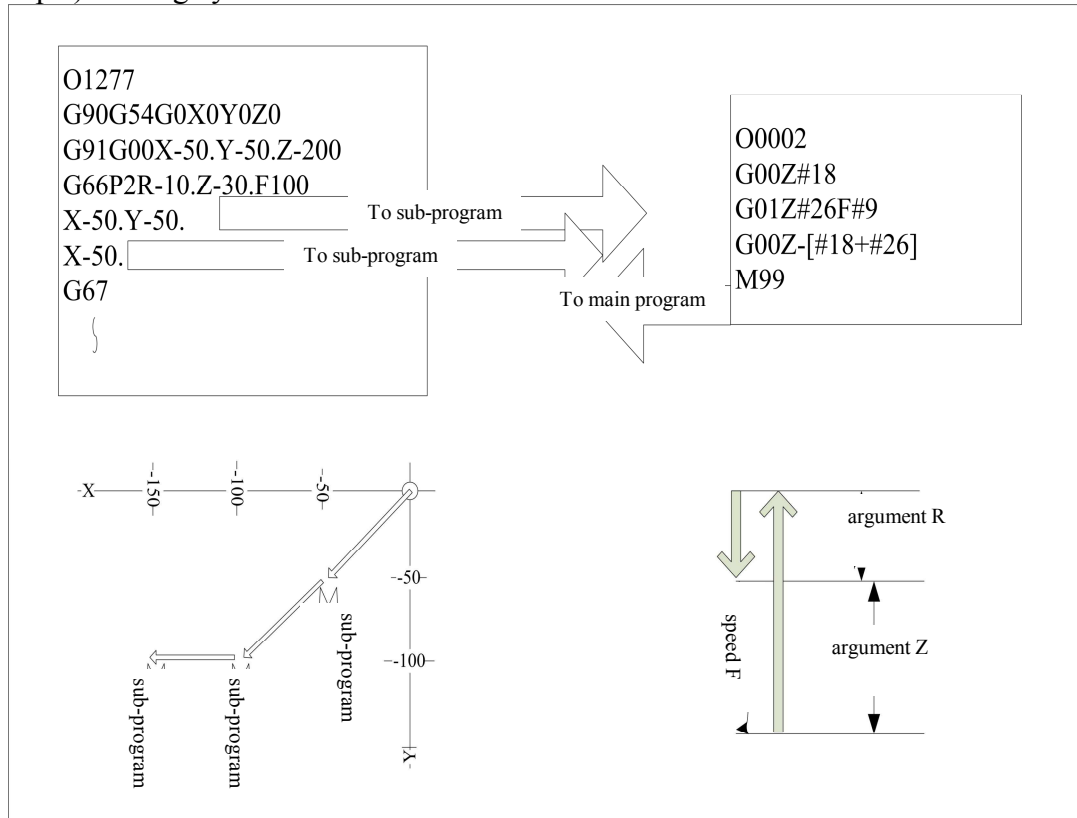 O1277
G90G54G0X0Y0Z0
G91G00X-50.Y-50.Z-200
G66P2R-10.Z-30.F100
X-50.Y-50.
X-50.
G67
To sub-program
To sub-program
To main program
O0002
G00Z#18
G01Z#26F#9
G00Z-[#18+#26]
M99
-X
-150
-100
-50
-50
-100
-Y
sub-program
sub-program
sub-program
argument R
argument Z
speed F